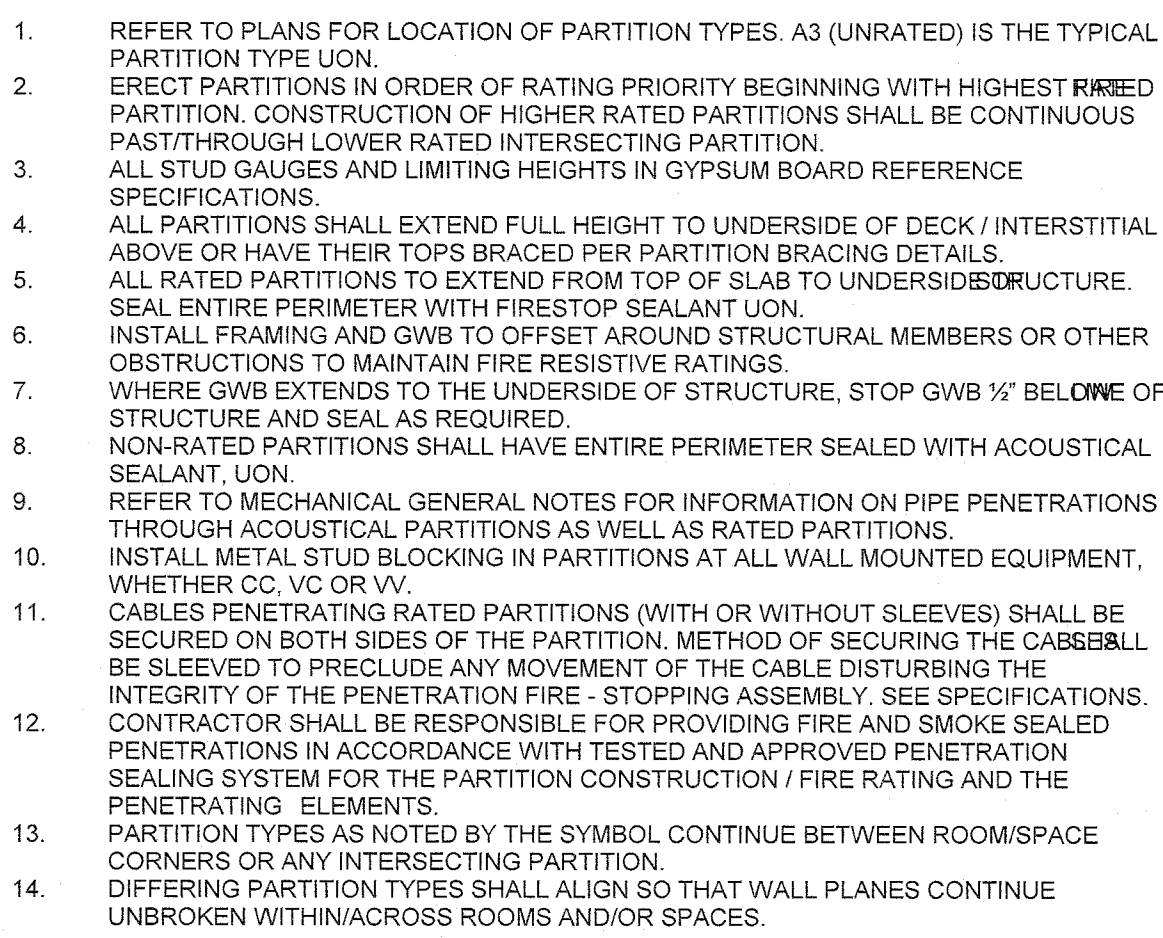 1. REFER TO PLANS FOR LOCATION OF PARTITION TYPES. A3 (UNRATED) IS THE TYPICAL
PARTITION TYPE UON.
2. ERECT PARTITIONS IN ORDER OF RATING PRIORITY BEGINNING WITH HIGHEST FIRE RATED
PARTITION. CONSTRUCTION OF HIGHER RATED PARTITIONS SHALL BE CONTINUOUS
PAST/THROUGH LOWER RATED INTERSECTING PARTITION.
3. ALL STUD GAUGES AND LIMITING HEIGHTS IN GYPSUM BOARD REFERENCE
SPECIFICATIONS.
4. ALL PARTITIONS SHALL EXTEND FULL HEIGHT TO UNDERSIDE OF DECK / INTERSTITIAL
ABOVE OR HAVE THEIR TOPS BRACED PER PARTITION BRACING DETAILS.
5. ALL RATED PARTITIONS TO EXTEND FROM TOP OF SLAB TO UNDERSIDE OF STRUCTURE.
SEAL ENTIRE PERIMETER WITH FIRESTOP SEALANT UON.
6. INSTALL FRAMING AND GWB TO OFFSET AROUND STRUCTURAL MEMBERS OR OTHER
OBSTRUCTIONS TO MAINTAIN FIRE RESISTIVE RATINGS.
7. WHERE GWB EXTENDS TO THE UNDERSIDE OF STRUCTURE, STOP GWB ½" BELOW OF
STRUCTURE AND SEAL AS REQUIRED.
8. NON-RATED PARTITIONS SHALL HAVE ENTIRE PERIMETER SEALED WITH ACOUSTICAL
SEALANT, UON.
9. REFER TO MECHANICAL GENERAL NOTES FOR INFORMATION ON PIPE PENETRATIONS
THROUGH ACOUSTICAL PARTITIONS AS WELL AS RATED PARTITIONS.
10. INSTALL METAL STUD BLOCKING IN PARTITIONS AT ALL WALL MOUNTED EQUIPMENT,
WHETHER CC, VC OR VV.
11. CABLES PENETRATING RATED PARTITIONS (WITH OR WITHOUT SLEEVES) SHALL BE
SECURED ON BOTH SIDES OF THE PARTITION. METHOD OF SECURING THE CABLES SHALL
BE SLEEVED TO PRECLUDE ANY MOVEMENT OF THE CABLE DISTURBING THE
INTEGRITY OF THE PENETRATION FIRE - STOPPING ASSEMBLY. SEE SPECIFICATIONS.
12. CONTRACTOR SHALL BE RESPONSIBLE FOR PROVIDING FIRE AND SMOKE SEALED
PENETRATIONS IN ACCORDANCE WITH TESTED AND APPROVED PENETRATION
SEALING SYSTEM FOR THE PARTITION CONSTRUCTION / FIRE RATING AND THE
PENETRATING ELEMENTS.
13. PARTITION TYPES AS NOTED BY THE SYMBOL CONTINUE BETWEEN ROOM/SPACE
CORNERS OR ANY INTERSECTING PARTITION.
14. DIFFERING PARTITION TYPES SHALL ALIGN SO THAT WALL PLANES CONTINUE
UNBROKEN WITHIN/ACROSS ROOMS AND/OR SPACES.